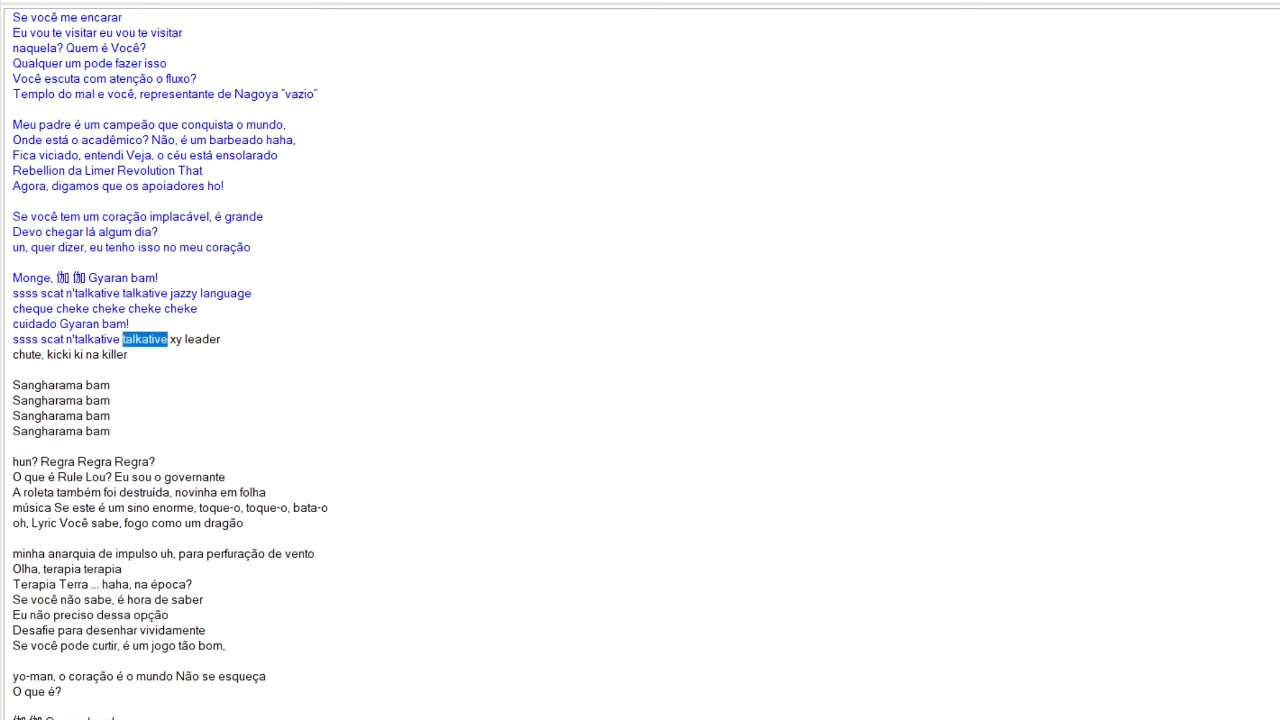 Se você me encarar
Eu vou te visitar eu vou te visitar
naquela? Quem é Você?
Qualquer um pode fazer isso
Você escuta com atenção o fluxo?
Templo do mal e você, representante de Nagoya "vazio"
Meu padre é um campeão que conquista o mundo,
Onde está o acadêmico? Não, é um barbeado haha,
Fica viciado, entendi Veja, o céu está ensolarado
Rebellion da Limer Revolution That
Agora, digamos que os apoiadores ho!
Se você tem um coração implacável, é grande
Devo chegar lá algum dia?
un, quer dizer, eu tenho isso no meu coração
Monge, 伽 伽 Gyaran bam!
ssss scat n'talkative talkative jazzy language
cheque cheke cheke cheke cheke
cuidado Gyaran bam!
ssss scat n'talkative talkative xy leader
chute, kicki ki na killer
Sangharama bam
Sangharama bam
Sangharama bam
Sangharama bam
hun? Regra Regra Regra?
O que é Rule Lou? Eu sou o governante
A roleta também foi destruída, novinha em folha
música Se este é um sino enorme, toque-o, toque-o, bata-o
oh, Lyric Você sabe, fogo como um dragão
minha anarquia de impulso uh, para perfuração de vento
Olha, terapia terapia
Terapia Terra ... haha, na época?
Se você não sabe, é hora de saber
Eu não preciso dessa opção
Desafie para desenhar vividamente
Se você pode curtir, é um jogo tão bom,
yo-man, o coração é o mundo Não se esqueça
O que é?